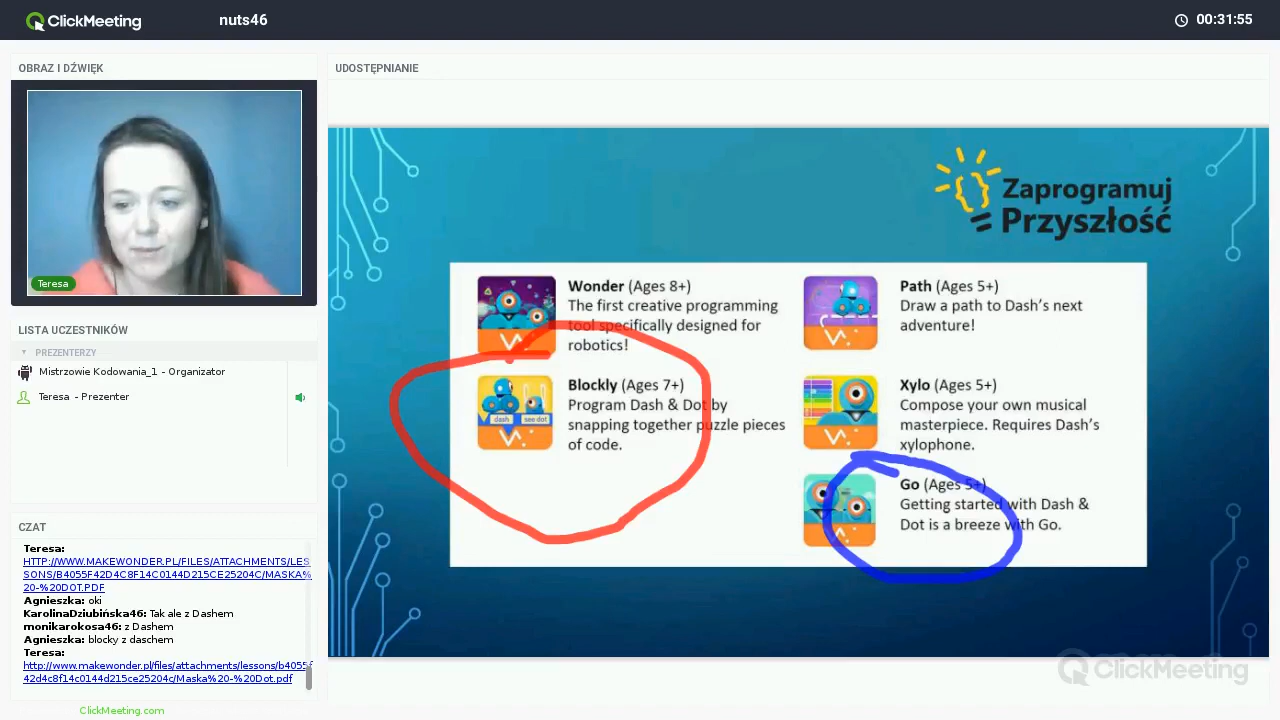 ClickMeeting
nuts46
00:31:55
OBRAZ I DŹWIĘK
Teresa
LISTA UCZESTNIKÓW
PREZENTERZY
Mistrzowie Kodowania_1 - Organizator
Teresa - Prezenter
CZAT
Teresa:
HTTP://WWW.MAKEWONDER.PL/FILES/ATTACHMENTS/LES
SONS/B4055F42D4C8F14C0144D215CE25204C/MASKA%
20-%20DOT.PDF
Agnieszka: oki
KarolinaDziubińska46: Tak ale z Dashem
monikarokosa46: z Dashem
Agnieszka: blocky z daschem
Teresa:
http://www.makewonder.pl/files/attachments/lessons/b4055f
42d4c8f14c0144d215ce25204c/Maska%20-%20Dot.pdf
ClickMeeting.com
UDOSTĘPNIANIE
Zaprogramuj
Przyszłość
Wonder (Ages 8+)
The first creative programming
tool specifically designed for
robotics!
dash see dot
Blockly (Ages 7+)
Program Dash & Dot by
snapping together puzzle pieces
of code.
Path (Ages 5+)
Draw a path to Dash's next
adventure!
Xylo (Ages 5+)
Compose your own musical
masterpiece. Requires Dash's
xylophone.
Go (Ages 5+)
Getting started with Dash &
Dot is a breeze with Go.
ClickMeeting